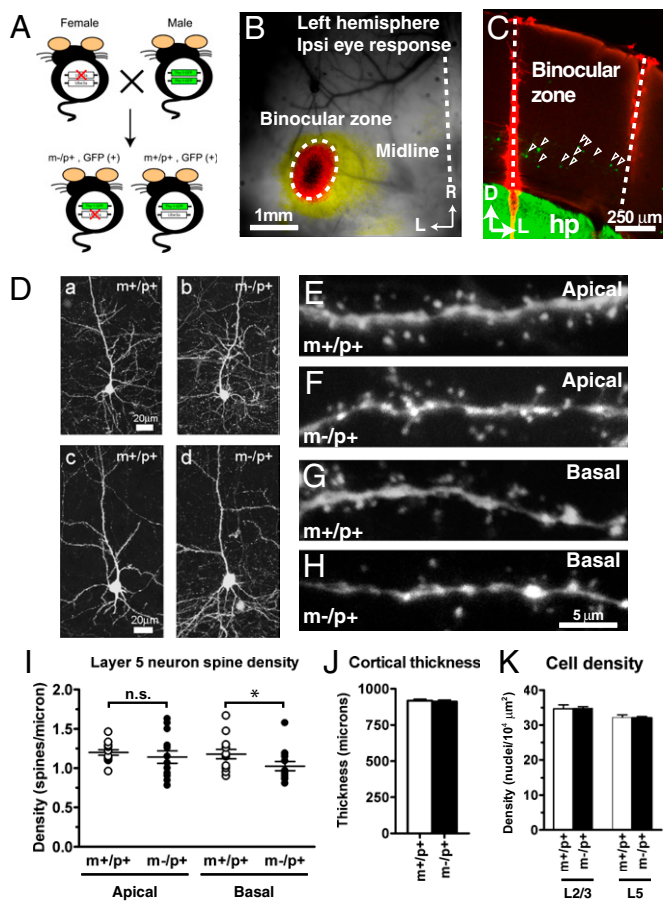 A
Female
Male
m-/p+ , GFP (+)
m+/p+ , GFP (+)
B
Left hemisphere
Ipsi eye response
Binocular zone
Midline
R
L
1mm
C
Binocular
zone
D
L
hp
250 µm
D
a
m+/p+
20µm
b
m-/p+
c
m+/p+
20µm
d
m-/p+
E
Apical
m+/p+
F
Apical
m-/p+
G
Basal
m+/p+
H
Basal
m-/p+
5 µm
I
Layer 5 neuron spine density
Density (spines/micron)
2.0
1.5
1.0
0.5
0.0
n.s.
*
m+/p+ m-/p+ m+/p+ m-/p+
Apical Basal
J
Cortical thickness
Thickness (microns)
1000
750
500
250
0
m+/p+
m-/p+
K
Cell density
Density (nuclei/10⁴ µm²)
40
30
20
10
0
m+/p+
m-/p+
m+/p+
m-/p+
L2/3 L5